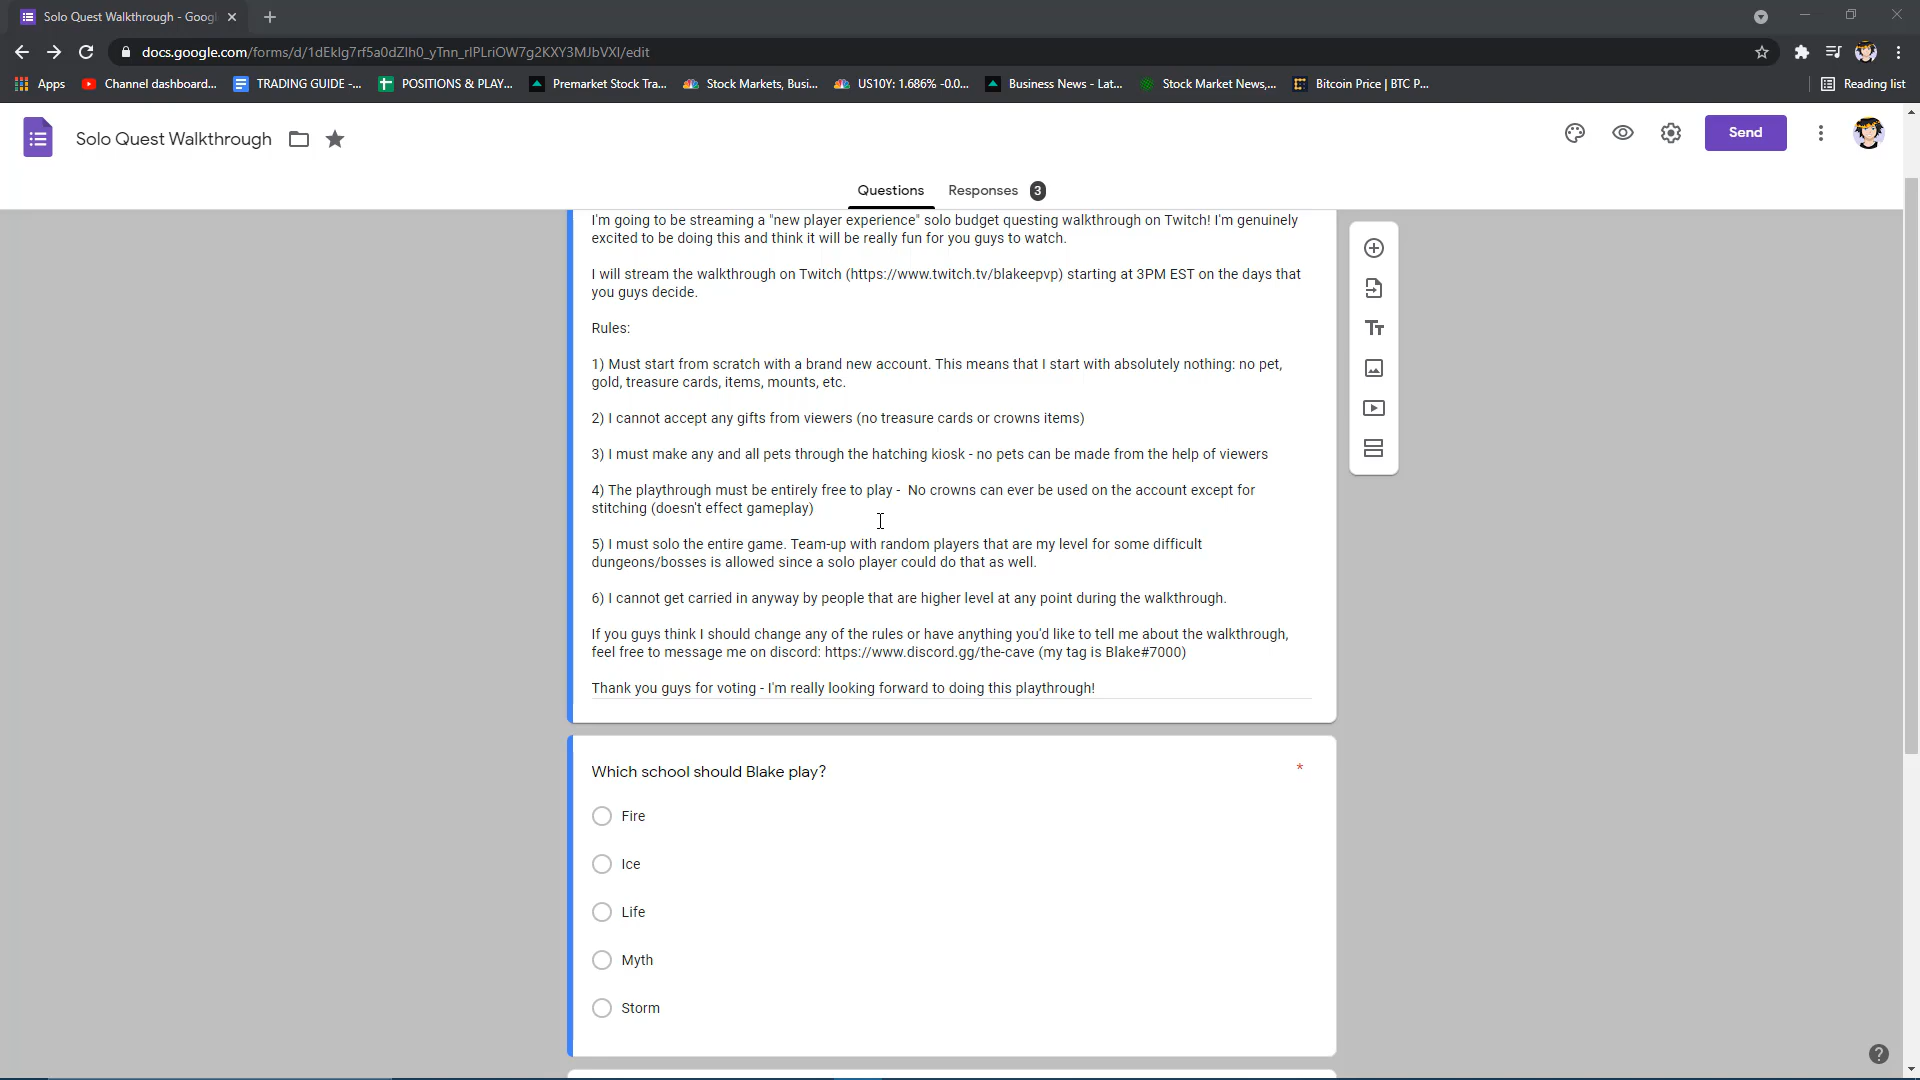 Solo Quest Walkthrough - Googl
docs.google.com/forms/d/1dEklg7rf5a0dZlh0_yTnn_rlPLriOW7g2KXY3MJbVXI/edit
Apps
Channel dashboard...
TRADING GUIDE -...
POSITIONS & PLAY...
Premarket Stock Tra...
Stock Markets, Busi...
US10Y: 1.686% -0.0...
Business News - Lat...
Stock Market News,...
Bitcoin Price | BTC P...
Reading list
Solo Quest Walkthrough
Send
Questions
Responses 3
I'm going to be streaming a "new player experience" solo budget questing walkthrough on Twitch! I'm genuinely
excited to be doing this and think it will be really fun for you guys to watch.
I will stream the walkthrough on Twitch (https://www.twitch.tv/blakeepvp) starting at 3PM EST on the days that
you guys decide.
Rules:
1) Must start from scratch with a brand new account. This means that I start with absolutely nothing: no pet,
gold, treasure cards, items, mounts, etc.
2) I cannot accept any gifts from viewers (no treasure cards or crowns items)
3) I must make any and all pets through the hatching kiosk - no pets can be made from the help of viewers
4) The playthrough must be entirely free to play -  No crowns can ever be used on the account except for
stitching (doesn't effect gameplay)
5) I must solo the entire game. Team-up with random players that are my level for some difficult
dungeons/bosses is allowed since a solo player could do that as well.
6) I cannot get carried in anyway by people that are higher level at any point during the walkthrough.
If you guys think I should change any of the rules or have anything you'd like to tell me about the walkthrough,
feel free to message me on discord: https://www.discord.gg/the-cave (my tag is Blake#7000)
Thank you guys for voting - I'm really looking forward to doing this playthrough!
Which school should Blake play? *
Fire
Ice
Life
Myth
Storm